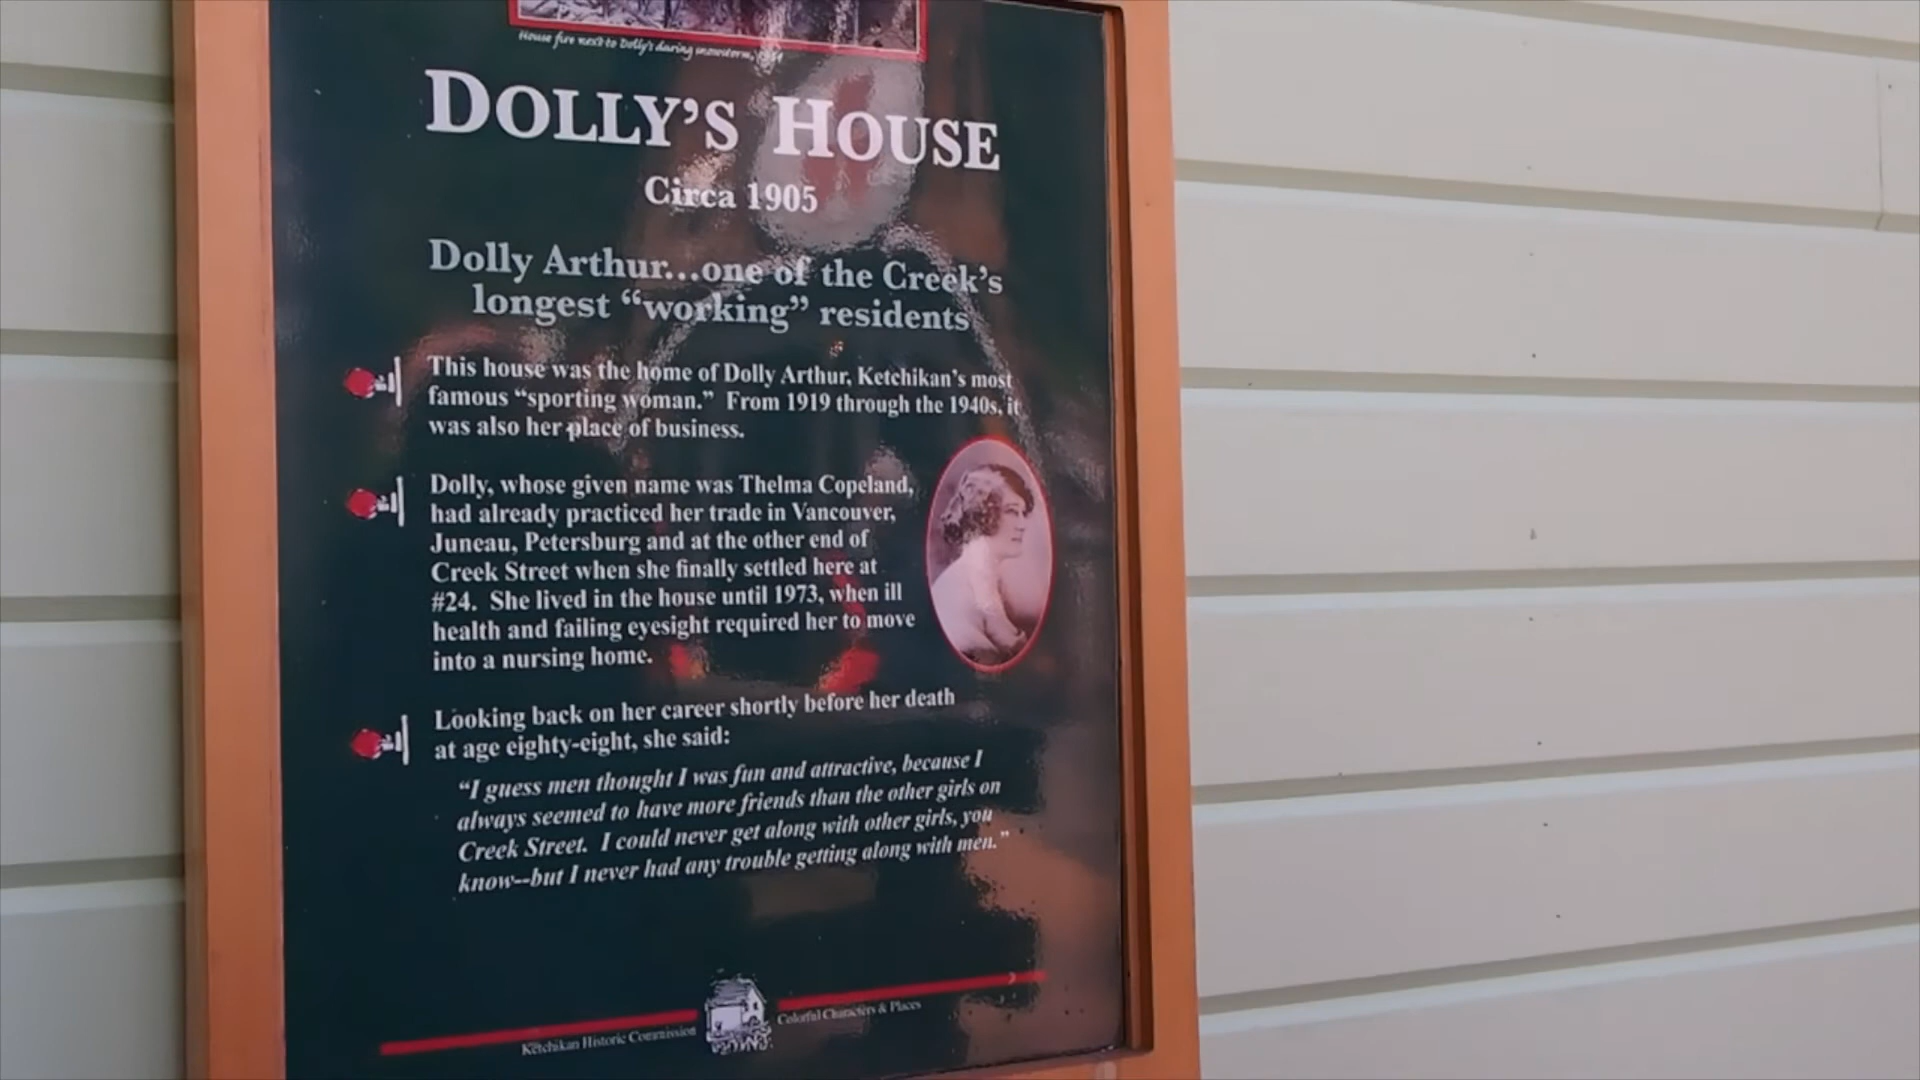 House fire next to Dolly's during snowstorm,
DOLLY'S HOUSE
Circa 1905
Dolly Arthur...one of the Creek's
longest “working” residents
This house was the home of Dolly Arthur, Ketchikan's most
famous “sporting woman.” From 1919 through the 1940s, it
was also her place of business.
Dolly, whose given name was Thelma Copeland,
had already practiced her trade in Vancouver,
Juneau, Petersburg and at the other end of
Creek Street when she finally settled here at
#24. She lived in the house until 1973, when ill
health and failing eyesight required her to move
into a nursing home.
Looking back on her career shortly before her death
at age eighty-eight, she said:
“I guess men thought I was fun and attractive, because I
always seemed to have more friends than the other girls on
Creek Street. I could never get along with other girls, you
know--but I never had any trouble getting along with men.”
Ketchikan Historic Commission
Colorful Characters & Places